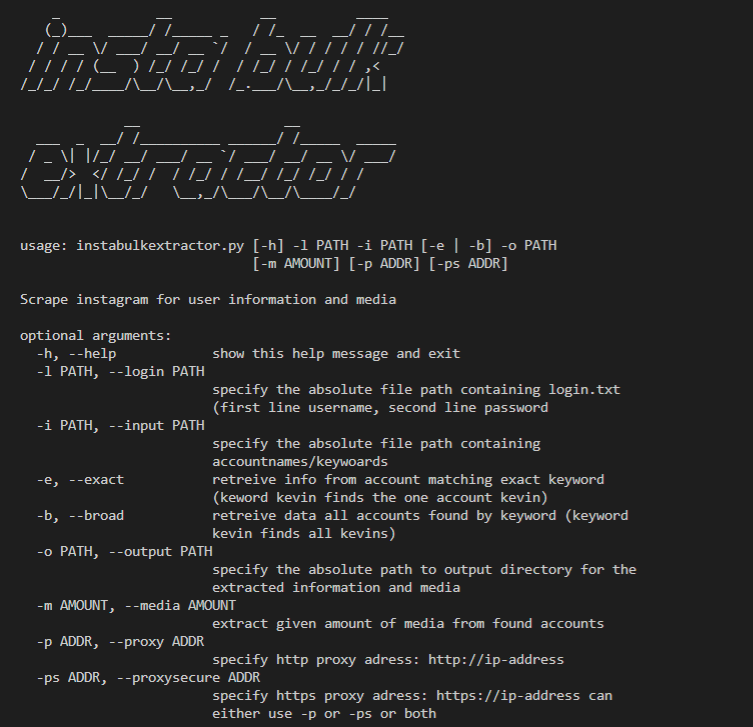 insta bulk
extractor
usage: instabulkextractor.py [-h] -l PATH -i PATH [-e | -b] -o PATH
[-m AMOUNT] [-p ADDR] [-ps ADDR]
Scrape instagram for user information and media
optional arguments:
-h, --help show this help message and exit
-l PATH, --login PATH
specify the absolute file path containing login.txt
(first line username, second line password
-i PATH, --input PATH
specify the absolute file path containing
accountnames/keywoards
-e, --exact retreive info from account matching exact keyword
(keword kevin finds the one account kevin)
-b, --broad retreive data all accounts found by keyword (keyword
kevin finds all kevins)
-o PATH, --output PATH
specify the absolute path to output directory for the
extracted information and media
-m AMOUNT, --media AMOUNT
extract given amount of media from found accounts
-p ADDR, --proxy ADDR
specify http proxy adress: http://ip-address
-ps ADDR, --proxysecure ADDR
specify https proxy adress: https://ip-address can
either use -p or -ps or both